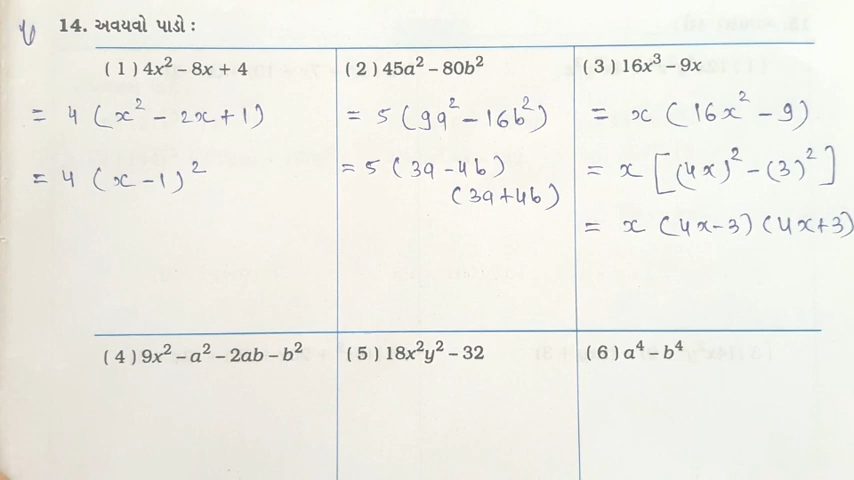 14. અવયવો પાડો :
(1) 4x² – 8x + 4
= 4 (x² – 2x + 1)
= 4 (x – 1)²
(2) 45a² – 80b²
= 5 (9a² – 16b²)
= 5 (3a – 4b)
(3a + 4b)
(3) 16x³ – 9x
= x (16x² – 9)
= x [(4x)² – (3)²]
= x (4x – 3) (4x + 3)
(4) 9x² – a² – 2ab – b²
(5) 18x²y² – 32
(6) a⁴ – b⁴